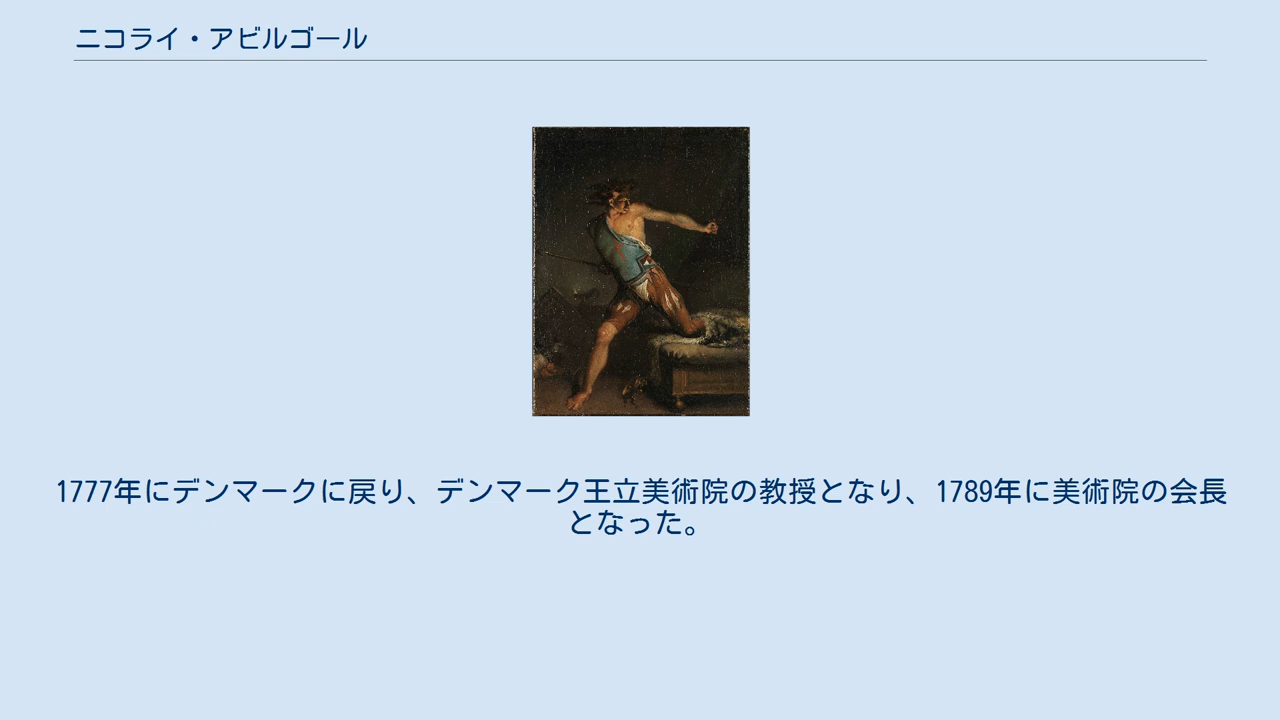 ニコライ・アビルゴール
1777年にデンマークに戻り、デンマーク王立美術院の教授となり、1789年に美術院の会長
となった。